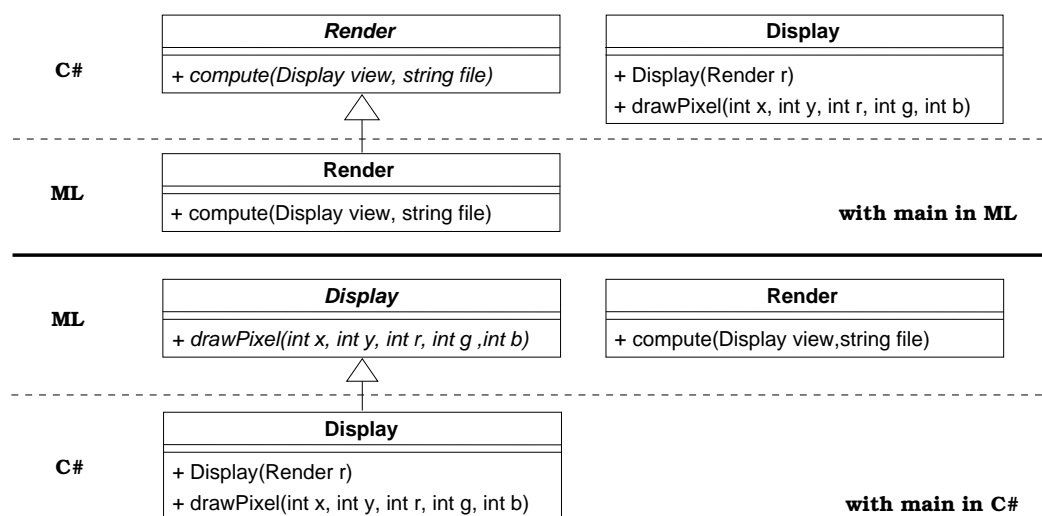 Render
Display
C#
+ compute(Display view, string file)
+ Display(Render r)
+ drawPixel(int x, int y, int r, int g, int b)
Render
ML
+ compute(Display view, string file)
with main in ML
Display
Render
ML
+ drawPixel(int x, int y, int r, int g ,int b)
+ compute(Display view,string file)
Display
C#
+ Display(Render r)
+ drawPixel(int x, int y, int r, int g, int b)
with main in C#